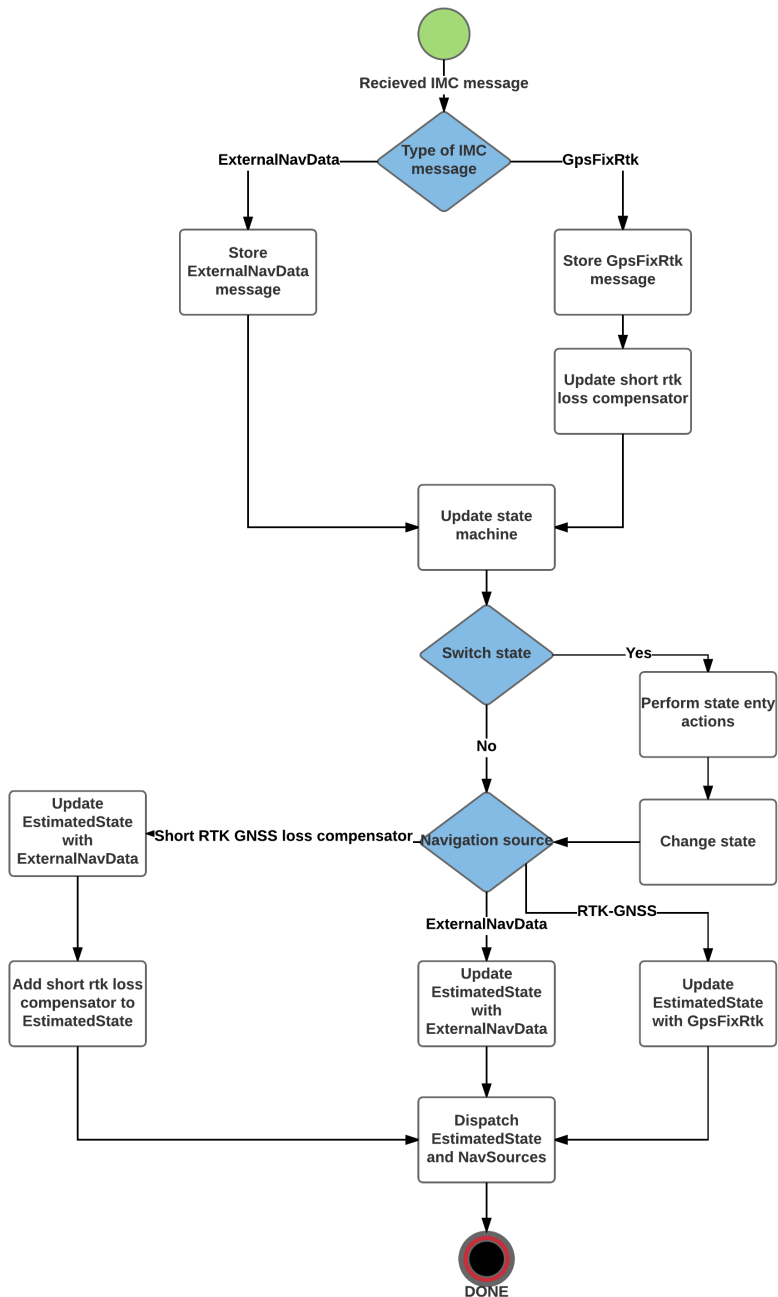 Recieved IMC message
Type of IMC
message
ExternalNavData
GpsFixRtk
Store
ExternalNavData
message
Store GpsFixRtk
message
Update short rtk
loss compensator
Update state
machine
Switch state
Yes
Perform state enty
actions
No
Update
EstimatedState
with
ExternalNavData
Short RTK GNSS loss compensator
Navigation source
Change state
RTK-GNSS
ExternalNavData
Add short rtk loss
compensator to
EstimatedState
Update
EstimatedState
with
ExternalNavData
Update
EstimatedState
with GpsFixRtk
Dispatch
EstimatedState
and NavSources
DONE